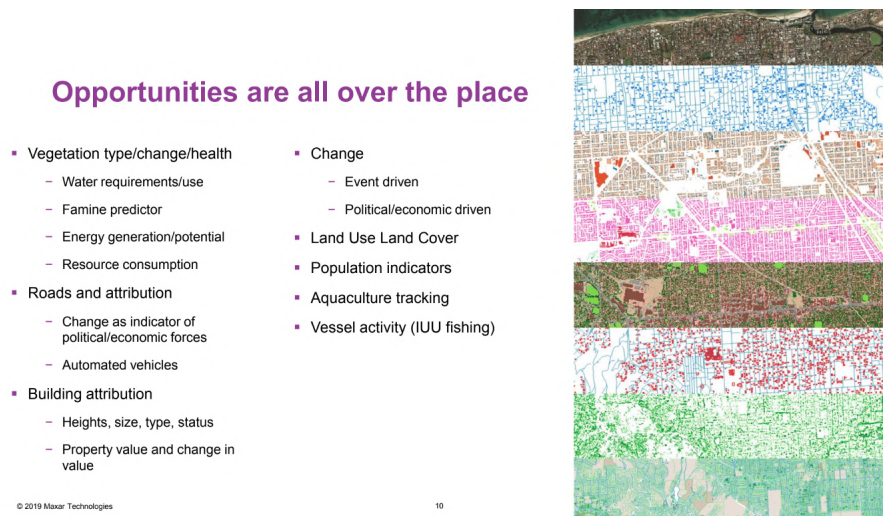 Opportunities are all over the place
▪ Vegetation type/change/health
− Water requirements/use
− Famine predictor
− Energy generation/potential
− Resource consumption
▪ Roads and attribution
− Change as indicator of
political/economic forces
− Automated vehicles
▪ Building attribution
− Heights, size, type, status
− Property value and change in
value
▪ Change
− Event driven
− Political/economic driven
▪ Land Use Land Cover
▪ Population indicators
▪ Aquaculture tracking
▪ Vessel activity (IUU fishing)
© 2019 Maxar Technologies
10